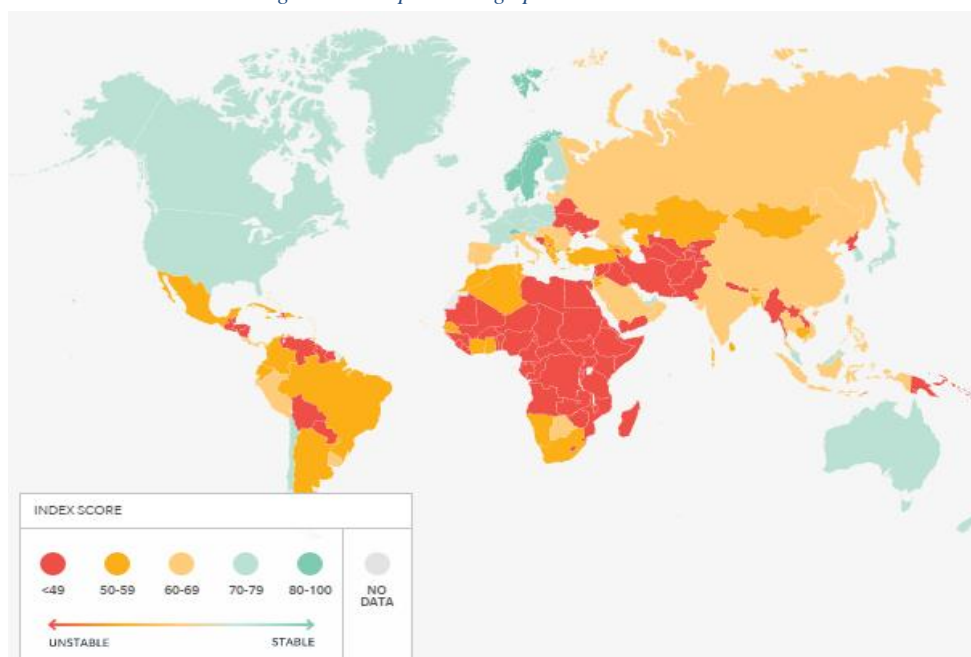 INDEX SCORE
<49
50-59
60-69
70-79
80-100
NO
DATA
UNSTABLE
STABLE